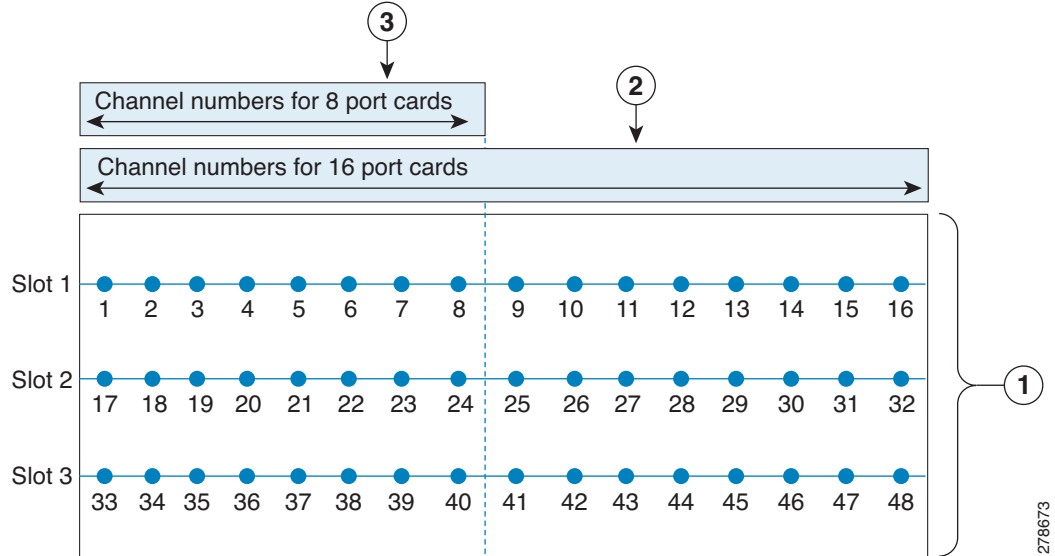 3
2
Channel numbers for 8 port cards
Channel numbers for 16 port cards
Slot 1
1 2 3 4 5 6 7 8 9 10 11 12 13 14 15 16
Slot 2
1
17 18 19 20 21 22 23 24 25 26 27 28 29 30 31 32
Slot 3
33 34 35 36 37 38 39 40 41 42 43 44 45 46 47 48
278673